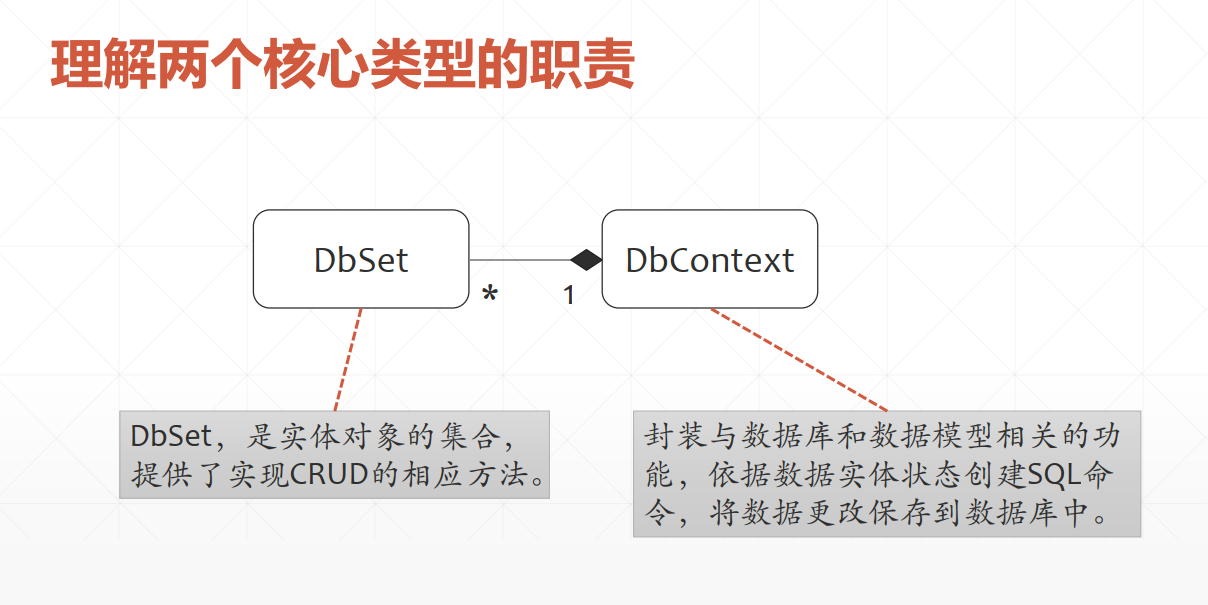 理解两个核心类型的职责
DbSet
DbContext
*
1
DbSet，是实体对象的集合，
提供了实现CRUD的相应方法。
封装与数据库和数据模型相关的功
能，依据数据实体状态创建SQL命
令，将数据更改保存到数据库中。